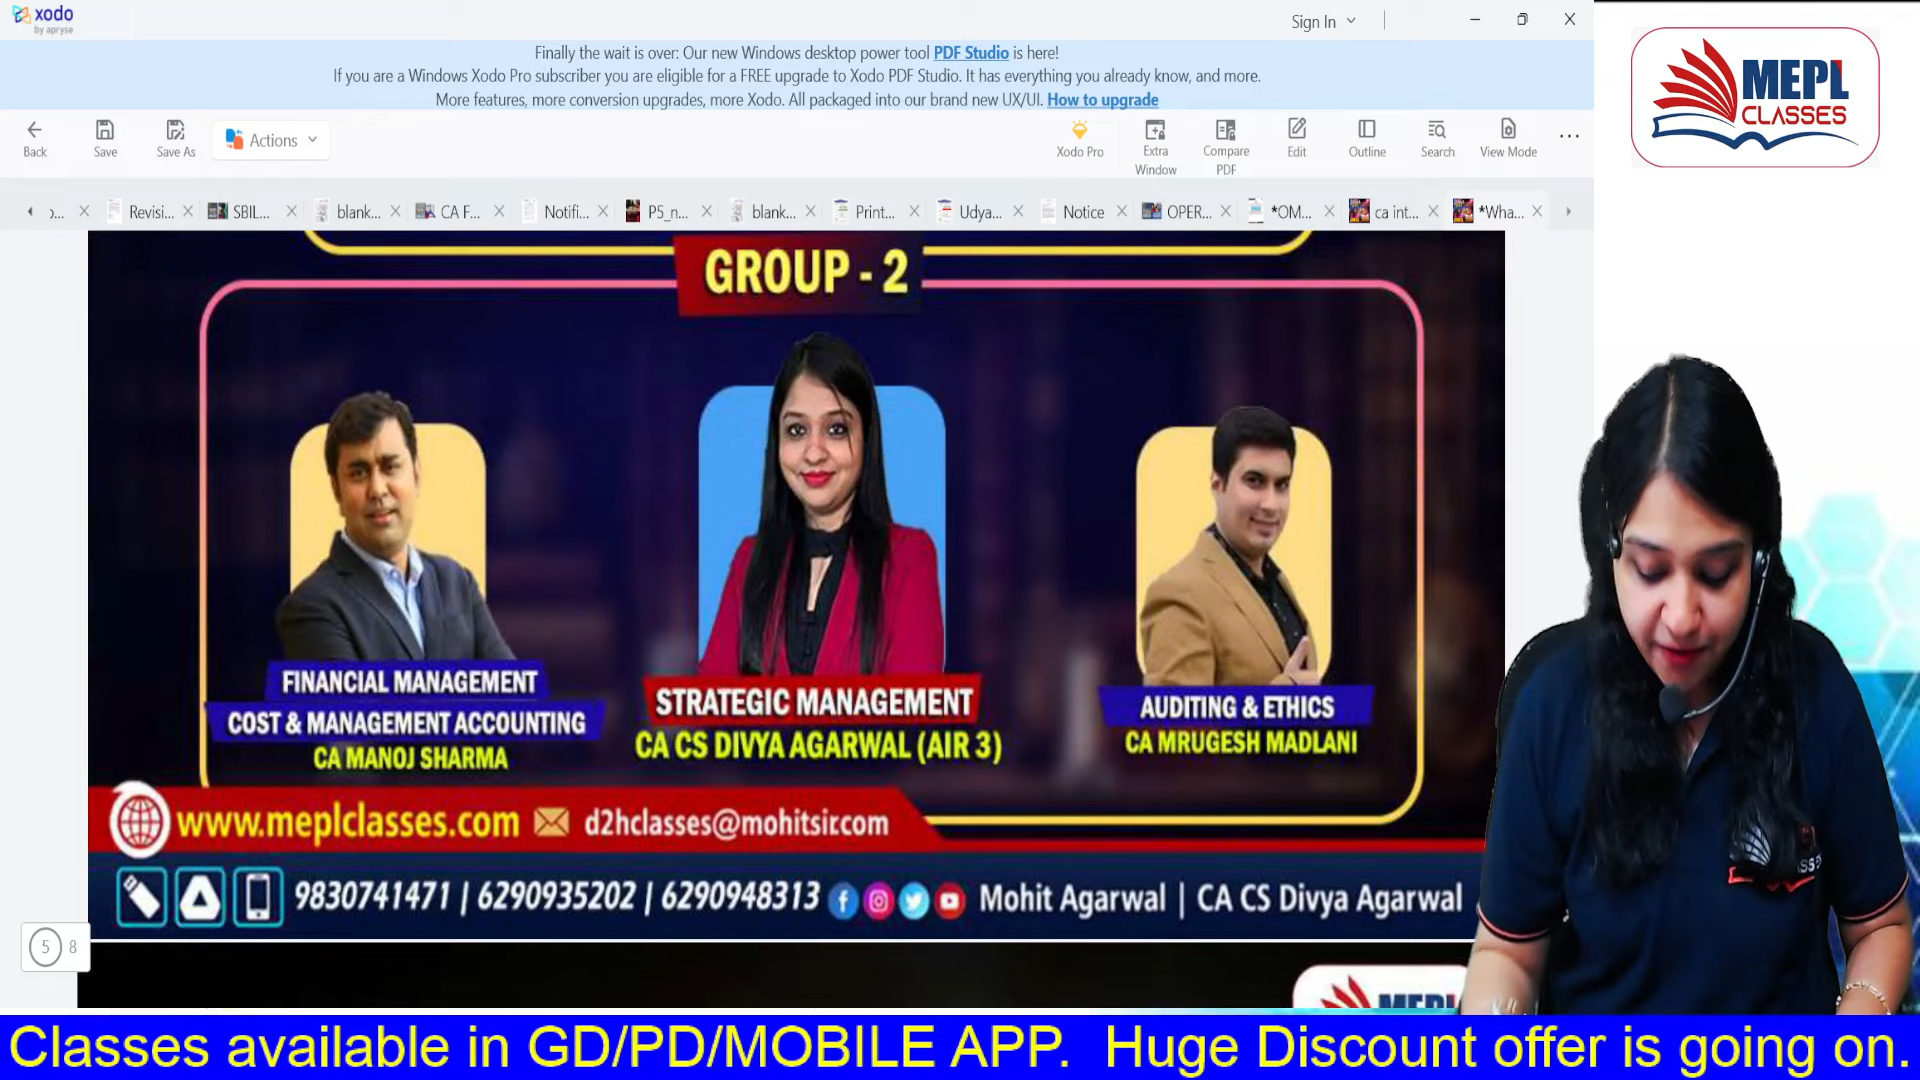 xodo
by apryse
Sign In
Finally the wait is over: Our new Windows desktop power tool PDF Studio is here!
If you are a Windows Xodo Pro subscriber you are eligible for a FREE upgrade to Xodo PDF Studio. It has everything you already know, and more.
More features, more conversion upgrades, more Xodo. All packaged into our brand new UX/UI. How to upgrade
Back
Save
Save As
Actions
Xodo Pro
Extra Window
Compare PDF
Edit
Outline
Search
View Mode
Revisi...
SBIL...
blank...
CA F...
Notifi...
P5_n...
blank...
Print...
Udya...
Notice
OPER...
*OM...
ca int...
*Wha...
MEPL
CLASSES
GROUP - 2
FINANCIAL MANAGEMENT
COST & MANAGEMENT ACCOUNTING
CA MANOJ SHARMA
STRATEGIC MANAGEMENT
CA CS DIVYA AGARWAL (AIR 3)
AUDITING & ETHICS
CA MRUGESH MADLANI
www.meplclasses.com
d2hclasses@mohitsir.com
9830741471 | 6290935202 | 6290948313
Mohit Agarwal | CA CS Divya Agarwal
5 8
MEPL
Classes available in GD/PD/MOBILE APP. Huge Discount offer is going on.